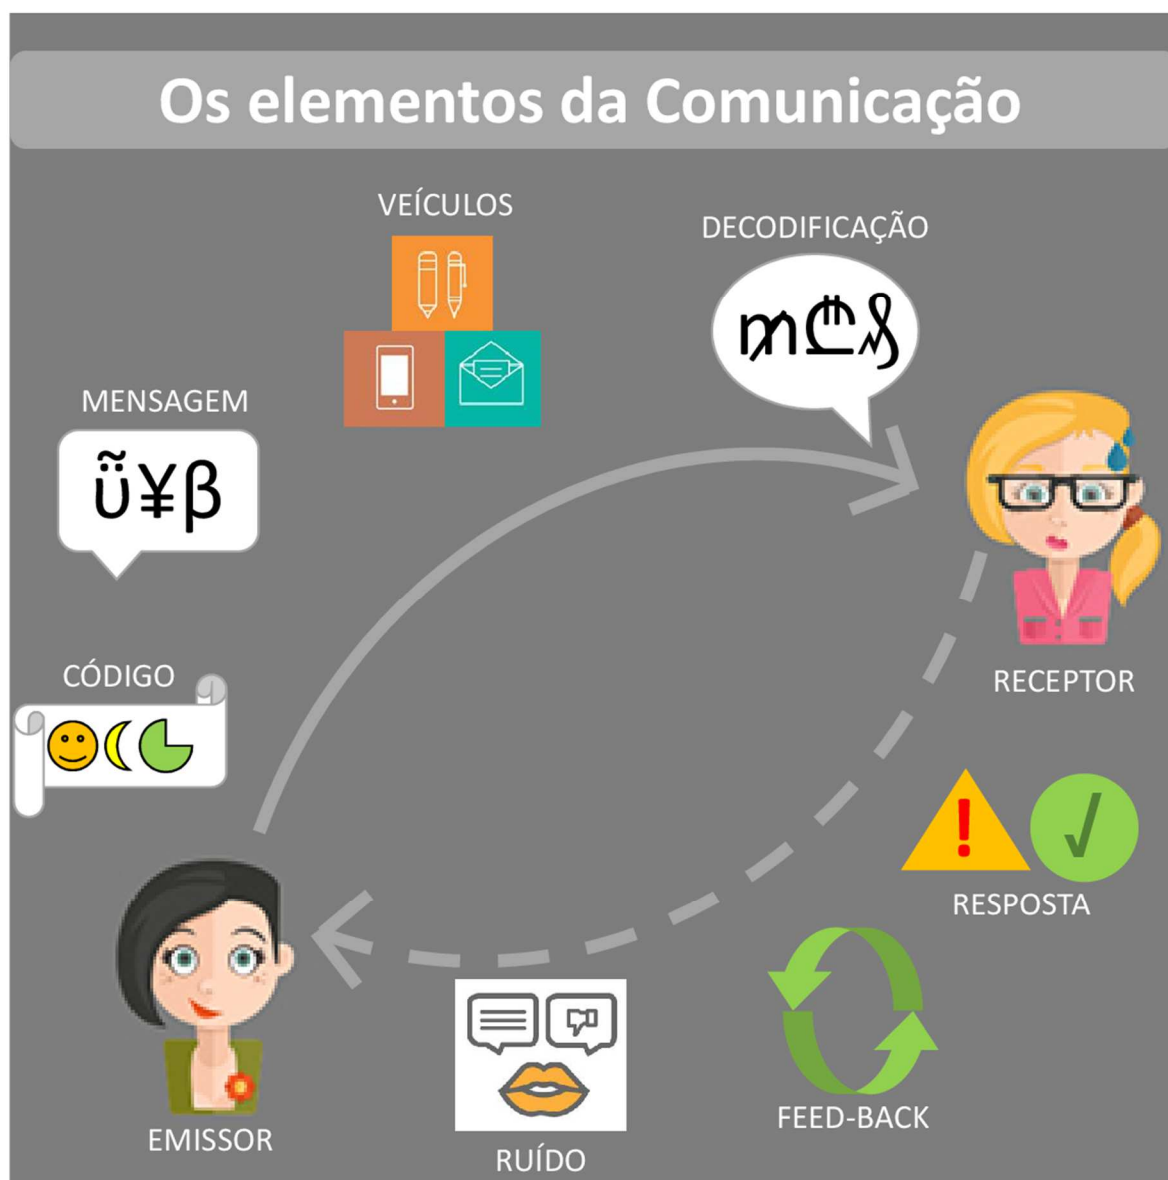 Os elementos da Comunicação
VEÍCULOS
DECODIFICAÇÃO
MENSAGEM
ṻ¥β
CÓDIGO
RECEPTOR
!
√
RESPOSTA
EMISSOR
RUÍDO
FEED-BACK